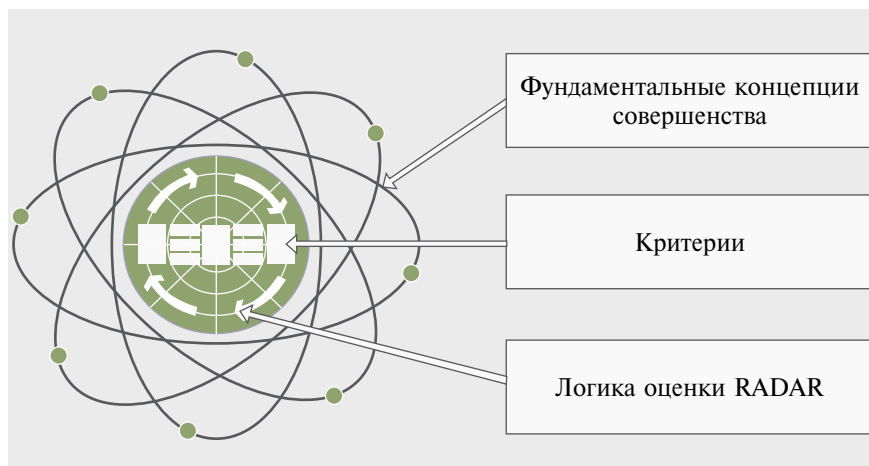 Фундаментальные концепции
совершенства
Критерии
Логика оценки RADAR